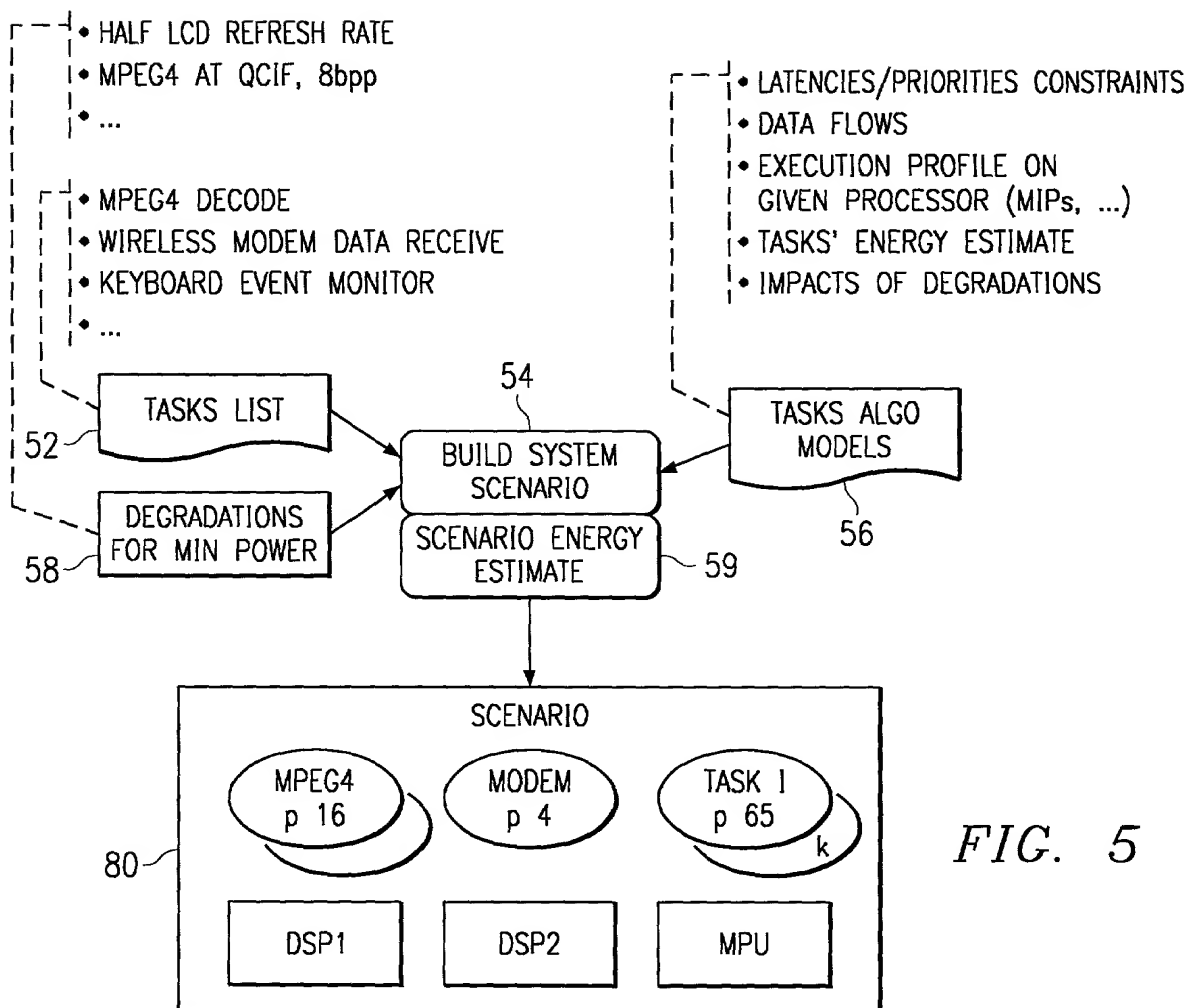 • HALF LCD REFRESH RATE
• MPEG4 AT QCIF, 8bpp
• ...
• MPEG4 DECODE
• WIRELESS MODEM DATA RECEIVE
• KEYBOARD EVENT MONITOR
• ...
• LATENCIES/PRIORITIES CONSTRAINTS
• DATA FLOWS
• EXECUTION PROFILE ON
GIVEN PROCESSOR (MIPs, ...)
• TASKS' ENERGY ESTIMATE
• IMPACTS OF DEGRADATIONS
TASKS LIST
52
DEGRADATIONS
FOR MIN POWER
58
54
BUILD SYSTEM
SCENARIO
SCENARIO ENERGY
ESTIMATE
59
TASKS ALGO
MODELS
56
SCENARIO
MPEG4
p 16
MODEM
p 4
TASK I
p 65
k
80
DSP1
DSP2
MPU
FIG. 5